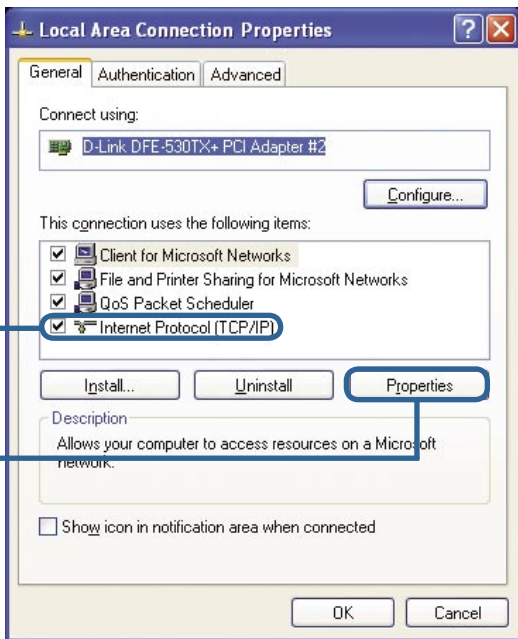 Local Area Connection Properties
General Authentication Advanced
Connect using:
D-Link DFE-530TX+ PCI Adapter #2
Configure...
This connection uses the following items:
Client for Microsoft Networks
File and Printer Sharing for Microsoft Networks
QoS Packet Scheduler
Internet Protocol (TCP/IP)
Install... Uninstall Properties
Description
Allows your computer to access resources on a Microsoft
network.
Show icon in notification area when connected
OK Cancel